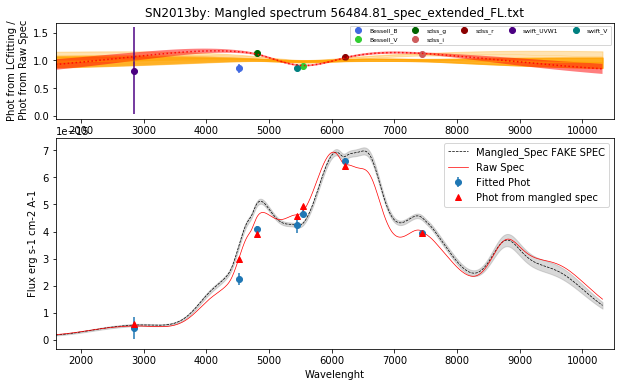 SN2013by: Mangled spectrum 56484.81_spec_extended_FL.txt
Phot from LCfitting /
Phot from Raw Spec
1.5
1.0
0.5
0.0
Bessell_B
Bessell_V
sdss_g
sdss_i
sdss_r
swift_UVW1
swift_V
2000 3000 4000 5000 6000 7000 8000 9000 10000
Flux erg s-1 cm-2 A-1
7
6
5
4
3
2
1
0
Mangled_Spec FAKE SPEC
Raw Spec
Fitted Phot
Phot from mangled spec
2000 3000 4000 5000 6000 7000 8000 9000 10000
Wavelenght